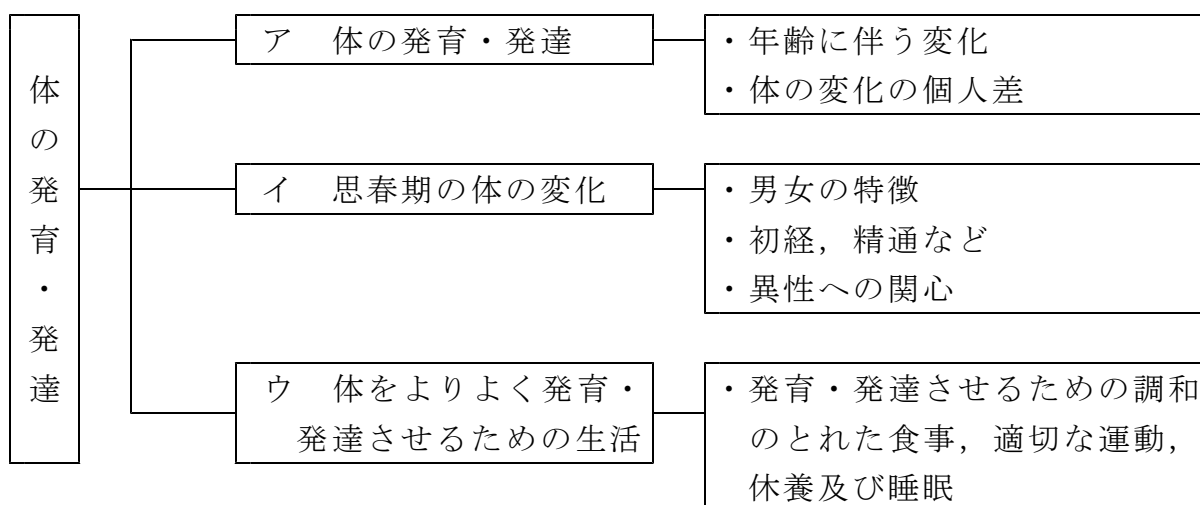 体の発育・発達
ア　体の発育・発達
・年齢に伴う変化
・体の変化の個人差
イ　思春期の体の変化
・男女の特徴
・初経，精通など
・異性への関心
ウ　体をよりよく発育・
発達させるための生活
・発育・発達させるための調和
のとれた食事，適切な運動，
休養及び睡眠